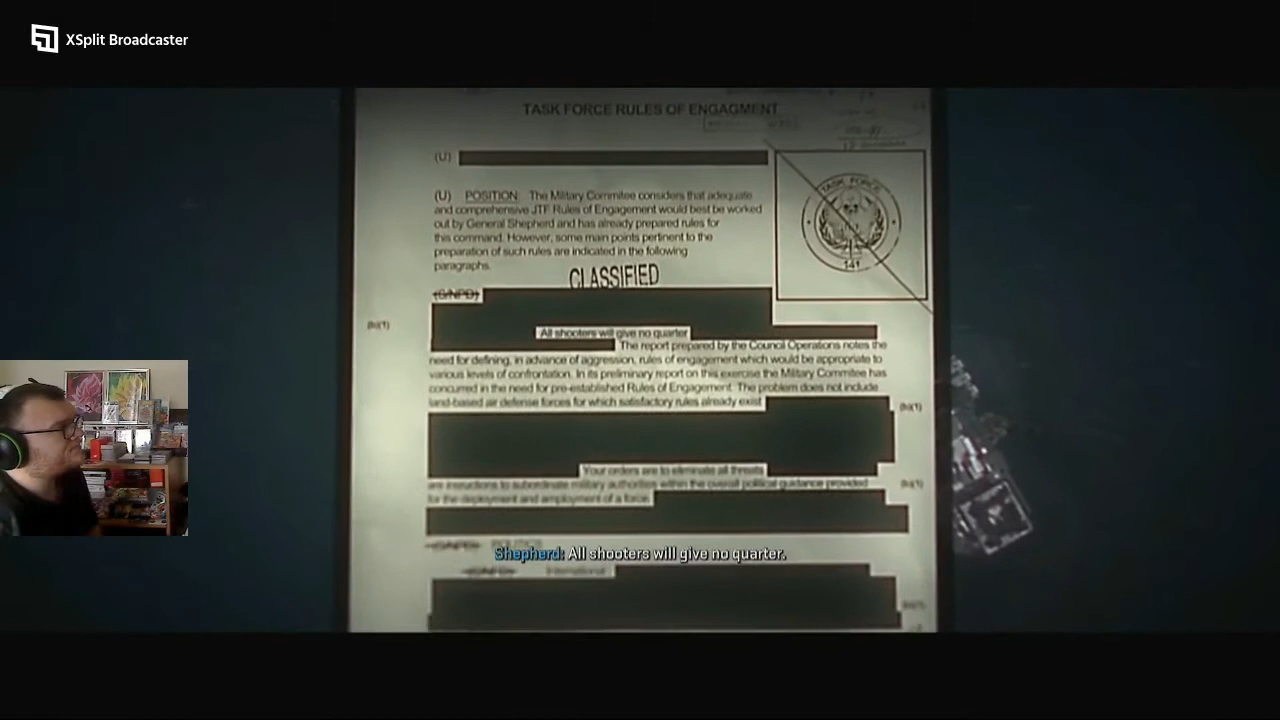 XSplit Broadcaster
TASK FORCE RULES OF ENGAGMENT
(U)
(U) POSITION: The Military Commitee considers that adequate
and comprehensive JTF Rules of Engagement would best be worked
out by General Shepherd and has already prepared rules for
this command. However, some main points pertinent to the
preparation of such rules are indicated in the following
paragraphs.
TASK FORCE
141
CLASSIFIED
(S/NPD)
(b)(1)
All shooters will give no quarter
The report prepared by the Council Operations notes the
need for defining, in advance of aggression, rules of engagement which would be appropriate to
various levels of confrontation. In its preliminary report on this exercise the Military Commitee has
concurred in the need for pre-established Rules of Engagement. The problem does not include
land-based air defense forces for which satisfactory rules already exist
(b)(1)
Your orders are to eliminate all threats
are instructions to subordinate military authorities within the overall political guidance provided
(b)(1)
for the deployment and employment of a force
Shepherd: All shooters will give no quarter.
International